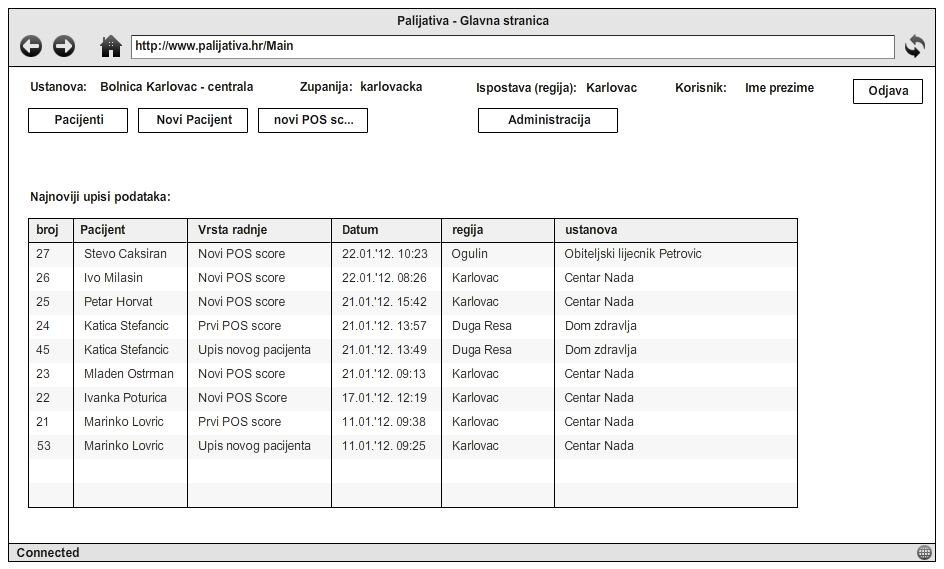 Palijativa - Glavna stranica
http://www.palijativa.hr/Main
Ustanova: Bolnica Karlovac - centrala Zupanija: karlovacka Ispostava (regija): Karlovac Korisnik: Ime prezime Odjava
Pacijenti Novi Pacijent novi POS sc... Administracija
Najnoviji upisi podataka:
broj Pacijent Vrsta radnje Datum regija ustanova
27 Stevo Caksiran Novi POS score 22.01.'12. 10:23 Ogulin Obiteljski lijecnik Petrovic
26 Ivo Milasin Novi POS score 22.01.'12. 08:26 Karlovac Centar Nada
25 Petar Horvat Novi POS score 21.01.'12. 15:42 Karlovac Centar Nada
24 Katica Stefancic Prvi POS score 21.01.'12. 13:57 Duga Resa Dom zdravlja
45 Katica Stefancic Upis novog pacijenta 21.01.'12. 13:49 Duga Resa Dom zdravlja
23 Mladen Ostrman Novi POS score 21.01.'12. 09:13 Karlovac Centar Nada
22 Ivanka Poturica Novi POS Score 17.01.'12. 12:19 Karlovac Centar Nada
21 Marinko Lovric Prvi POS score 11.01.'12. 09:38 Karlovac Centar Nada
53 Marinko Lovric Upis novog pacijenta 11.01.'12. 09:25 Karlovac Centar Nada
Connected